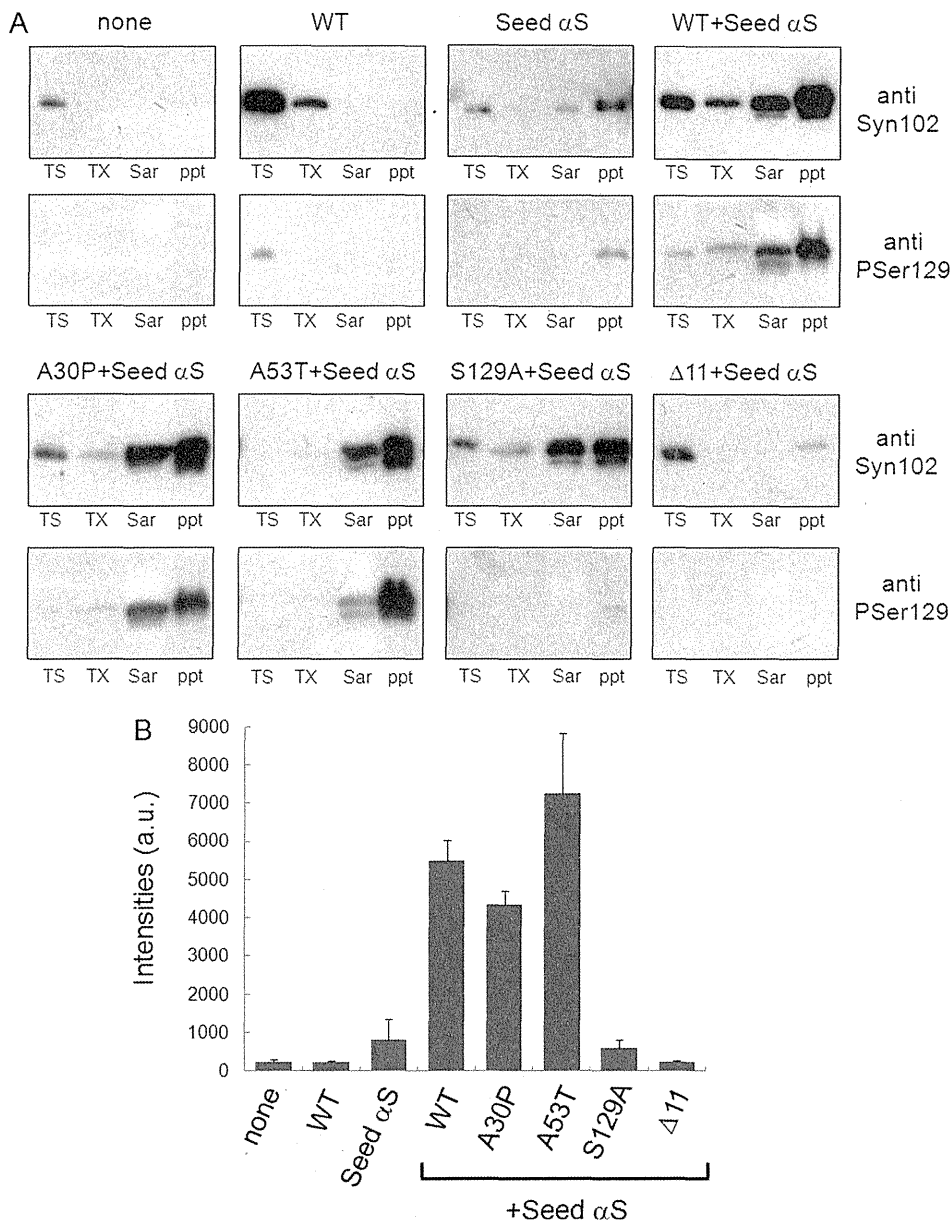 A
none WT Seed αS WT+Seed αS
anti Syn102
TS TX Sar ppt TS TX Sar ppt TS TX Sar ppt TS TX Sar ppt
anti PSer129
TS TX Sar ppt TS TX Sar ppt TS TX Sar ppt TS TX Sar ppt
A30P+Seed αS A53T+Seed αS S129A+Seed αS Δ11+Seed αS
anti Syn102
TS TX Sar ppt TS TX Sar ppt TS TX Sar ppt TS TX Sar ppt
anti PSer129
TS TX Sar ppt TS TX Sar ppt TS TX Sar ppt TS TX Sar ppt
B
Intensities (a.u.)
9000
8000
7000
6000
5000
4000
3000
2000
1000
0
none WT Seed αS WT A30P A53T S129A Δ11
+Seed αS